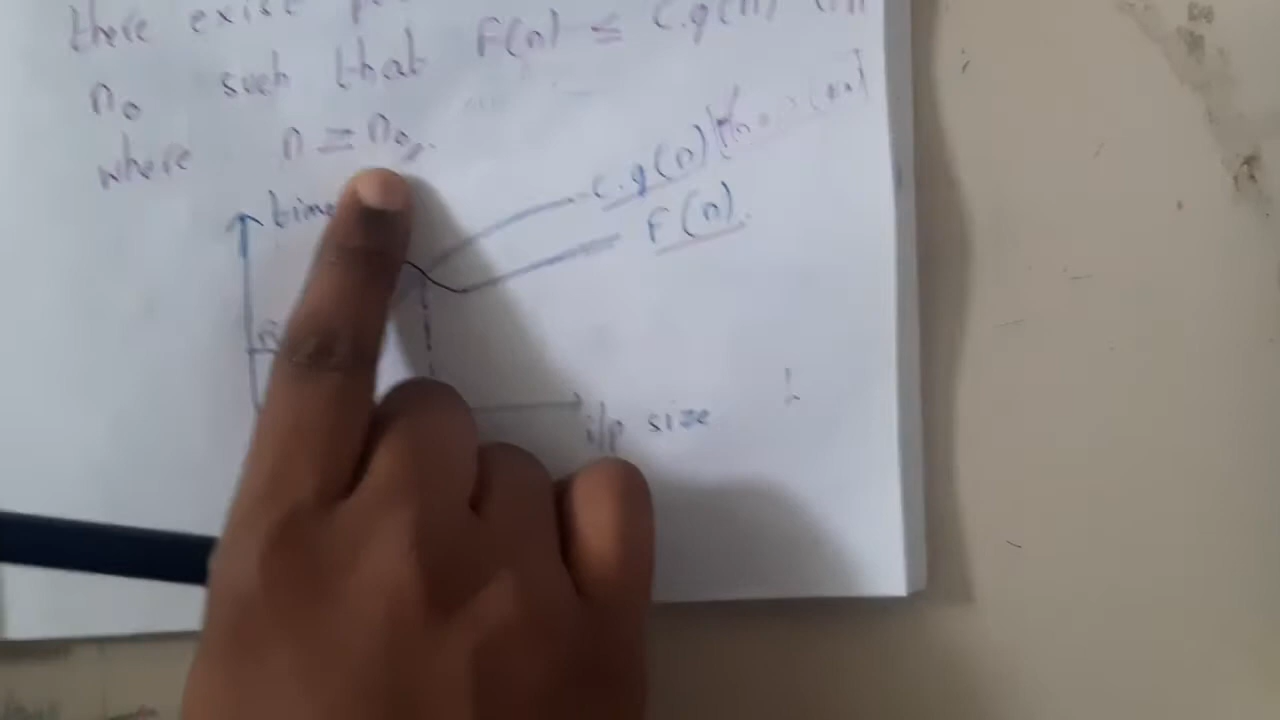 there exist
n₀ such that F(n) ≤ c.g(n)
where n ≥ n₀,
time
c.g(n)
F(n).
i/p size